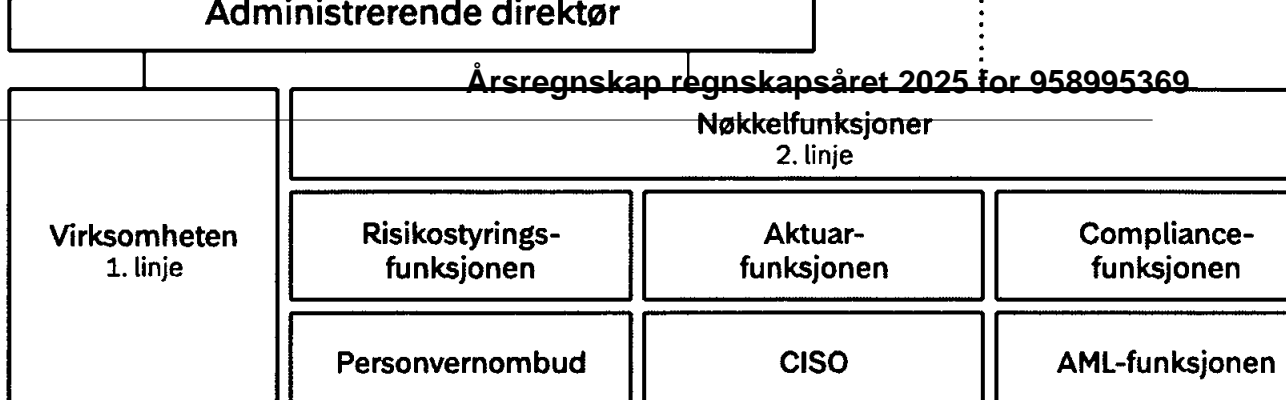 Administrerende direktør
Årsregnskap regnskapsåret 2025 for 958995369
Nøkkelfunksjoner
2. linje
Virksomheten
1. linje
Risikostyrings-
funksjonen
Aktuar-
funksjonen
Compliance-
funksjonen
Personvernombud
CISO
AML-funksjonen